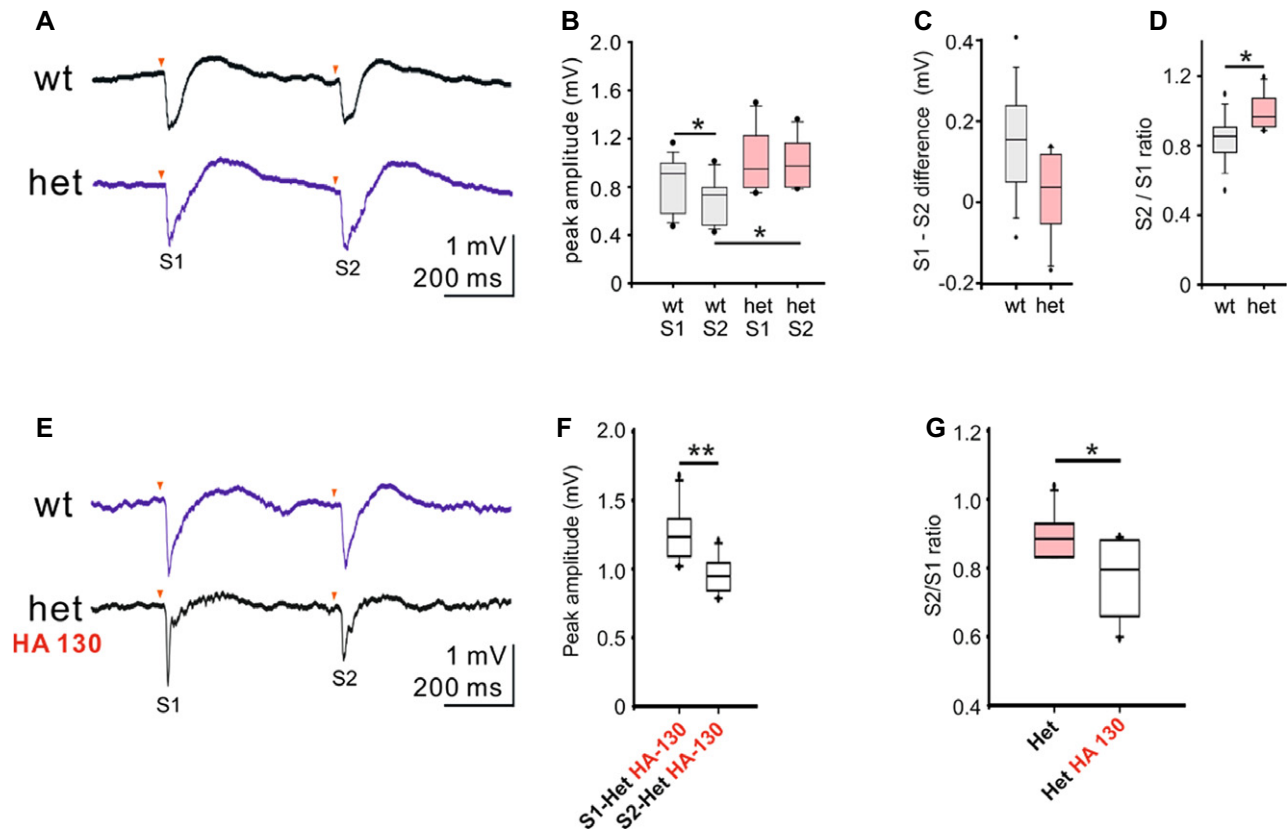 A
wt
het
S1
S2
1 mV
200 ms
B
peak amplitude (mV)
2.0
1.6
1.2
0.8
0.4
0
*
*
wt wt het het
S1 S2 S1 S2
C
S1 - S2 difference (mV)
0.4
0.2
0
-0.2
wt het
D
S2 / S1 ratio
1.2
0.8
0.4
0
*
wt het
E
wt
het
HA 130
S1
S2
1 mV
200 ms
F
Peak amplitude (mV)
2.0
1.5
1.0
0.5
0
**
S1-Het HA-130
S2-Het HA-130
G
S2/S1 ratio
1.2
1.0
0.8
0.6
0.4
*
Het
Het HA 130